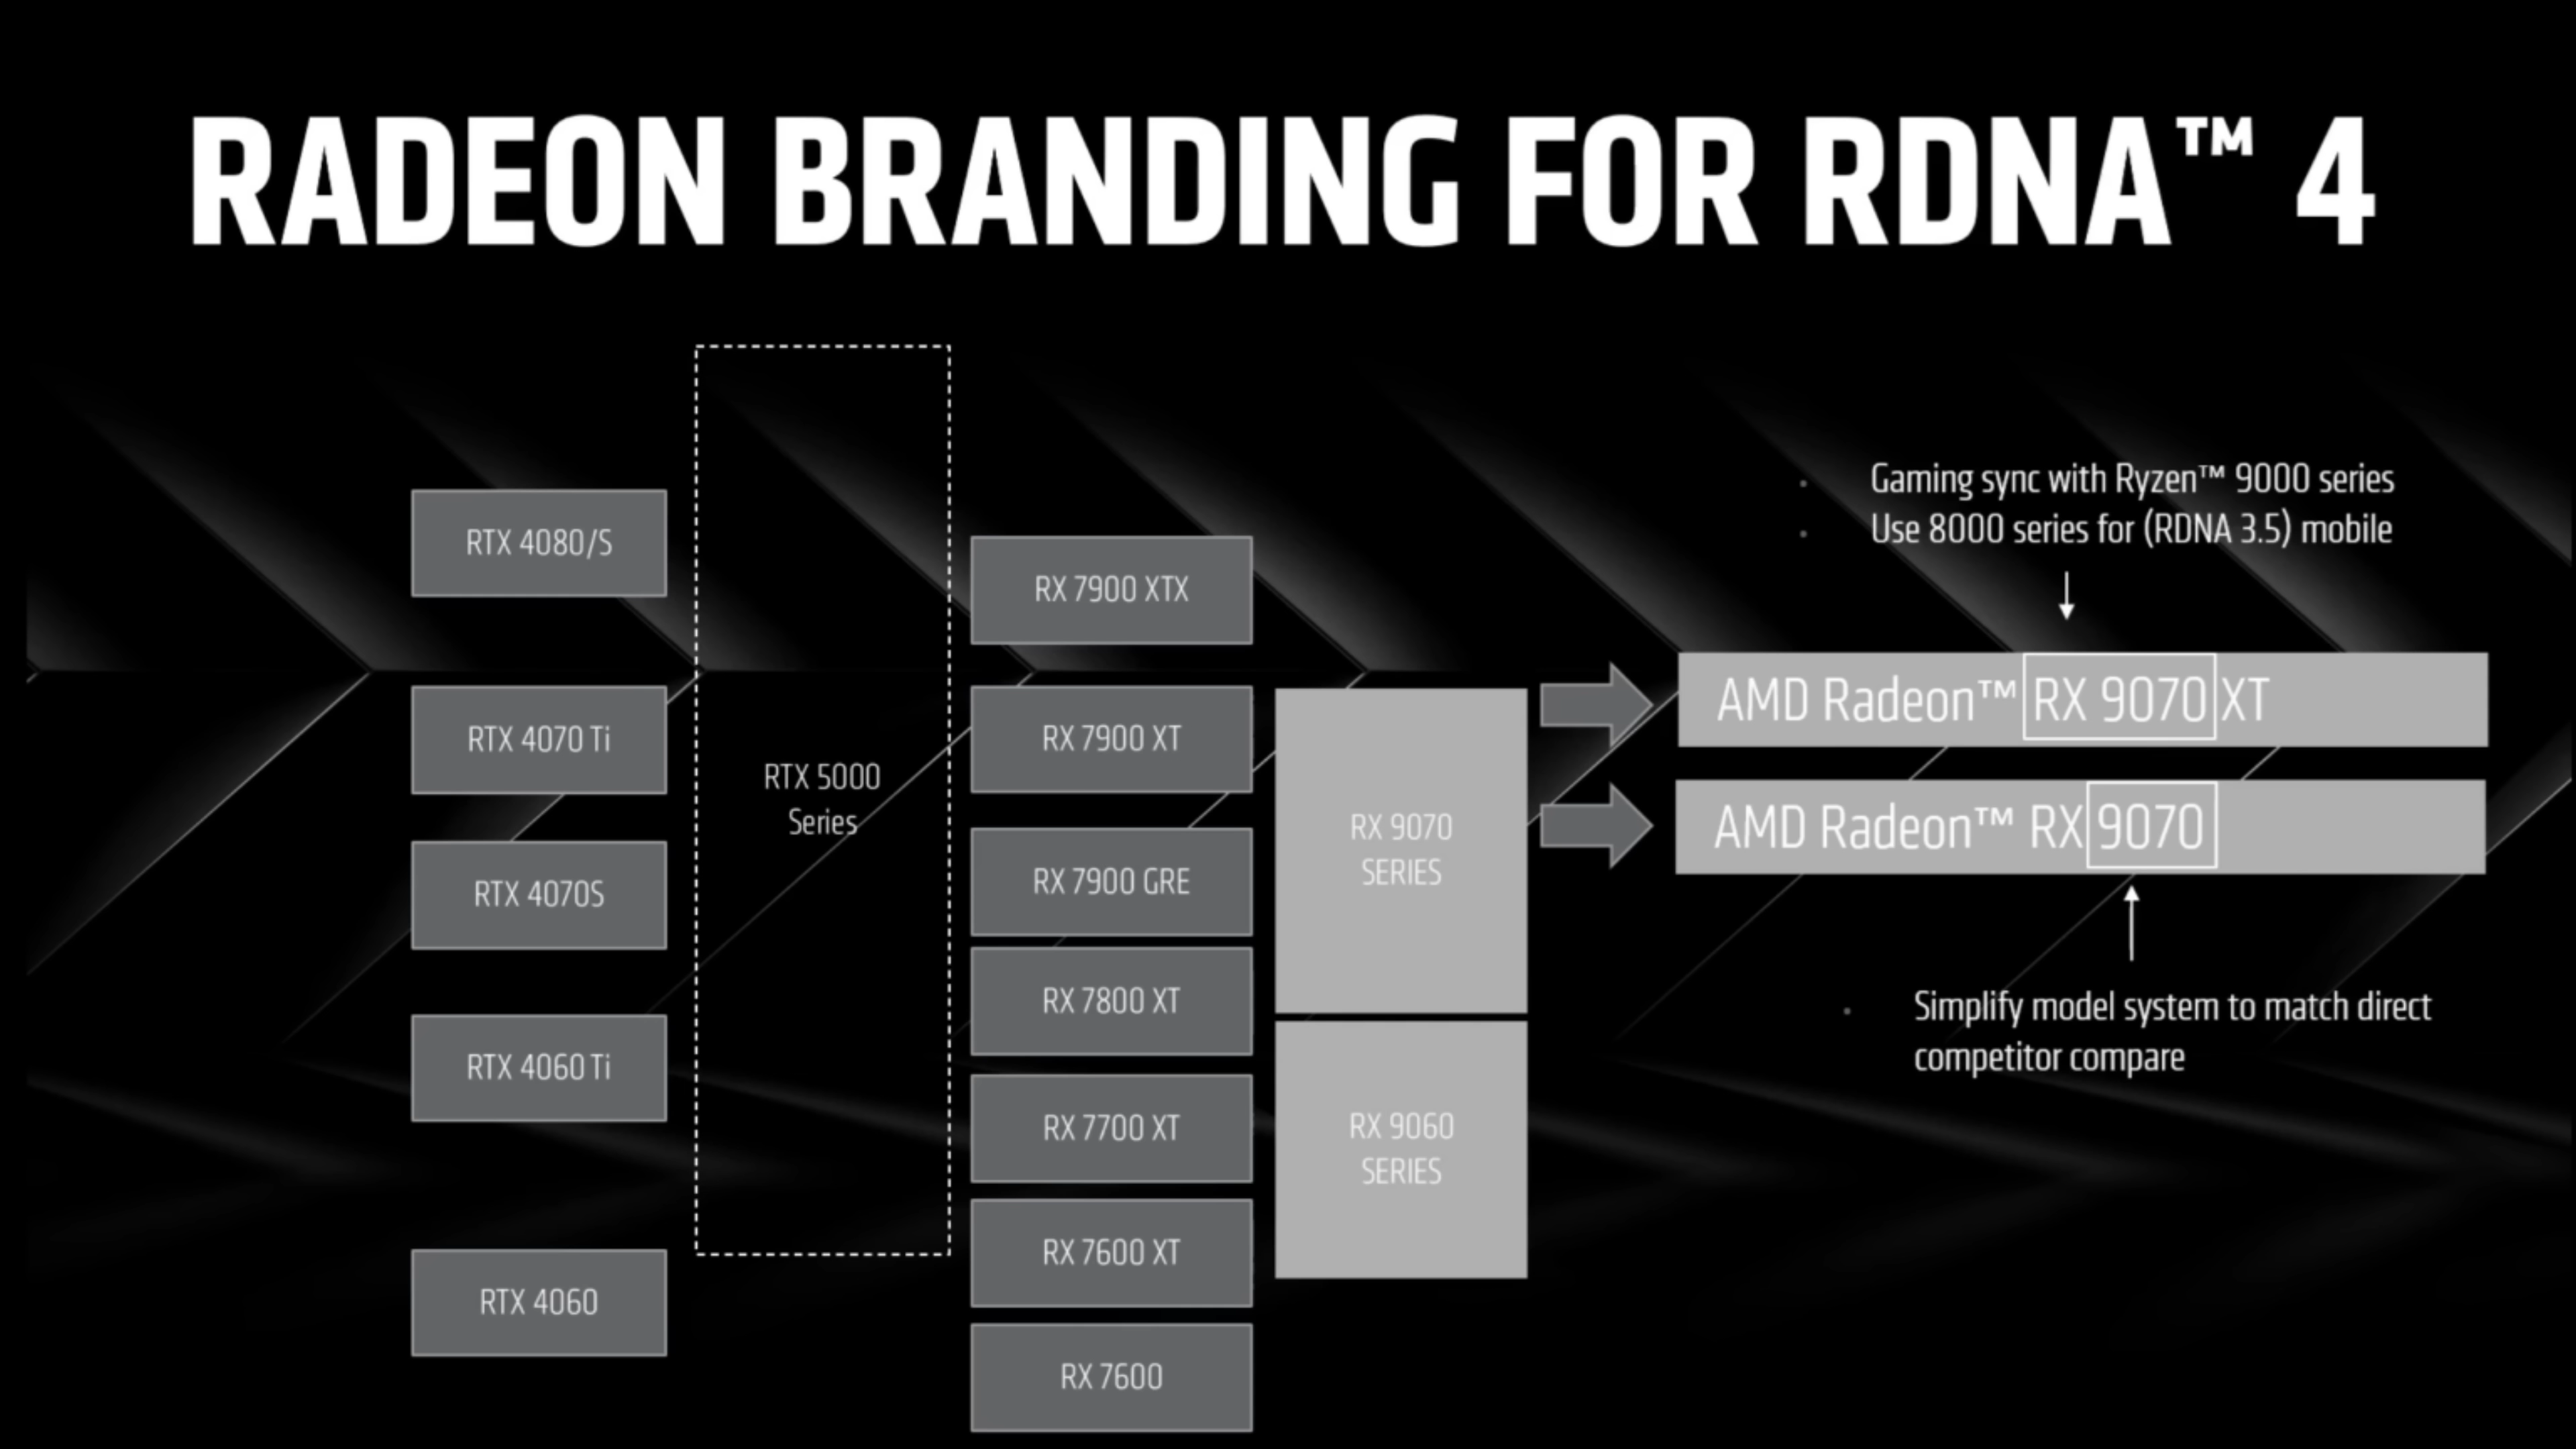 RADEON BRANDING FOR RDNA™ 4
RTX 4080/S
RTX 4070 Ti
RTX 4070S
RTX 4060 Ti
RTX 4060
RTX 5000
Series
RX 7900 XTX
RX 7900 XT
RX 7900 GRE
RX 7800 XT
RX 7700 XT
RX 7600 XT
RX 7600
RX 9070
SERIES
RX 9060
SERIES
Gaming sync with Ryzen™ 9000 series
Use 8000 series for (RDNA 3.5) mobile
AMD Radeon™ RX 9070 XT
AMD Radeon™ RX 9070
Simplify model system to match direct
competitor compare